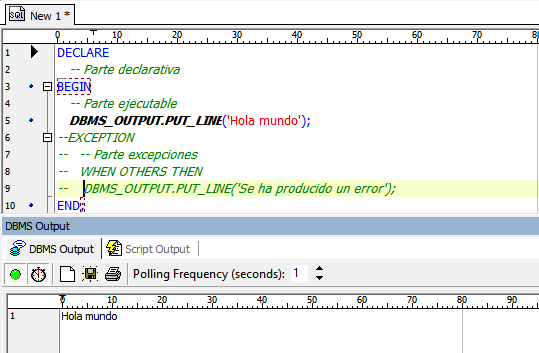 SQL New 1 *
0 10 20 30 40 50 60 70 80
1 DECLARE
2 -- Parte declarativa
3 BEGIN
4 -- Parte ejecutable
5 DBMS_OUTPUT.PUT_LINE('Hola mundo');
6 --EXCEPTION
7 -- -- Parte excepciones
8 -- WHEN OTHERS THEN
9 -- DBMS_OUTPUT.PUT_LINE('Se ha producido un error');
10 END;
DBMS Output
DBMS Output Script Output
Polling Frequency (seconds): 1
0 10 20 30 40 50 60 70 80 90
1 Hola mundo